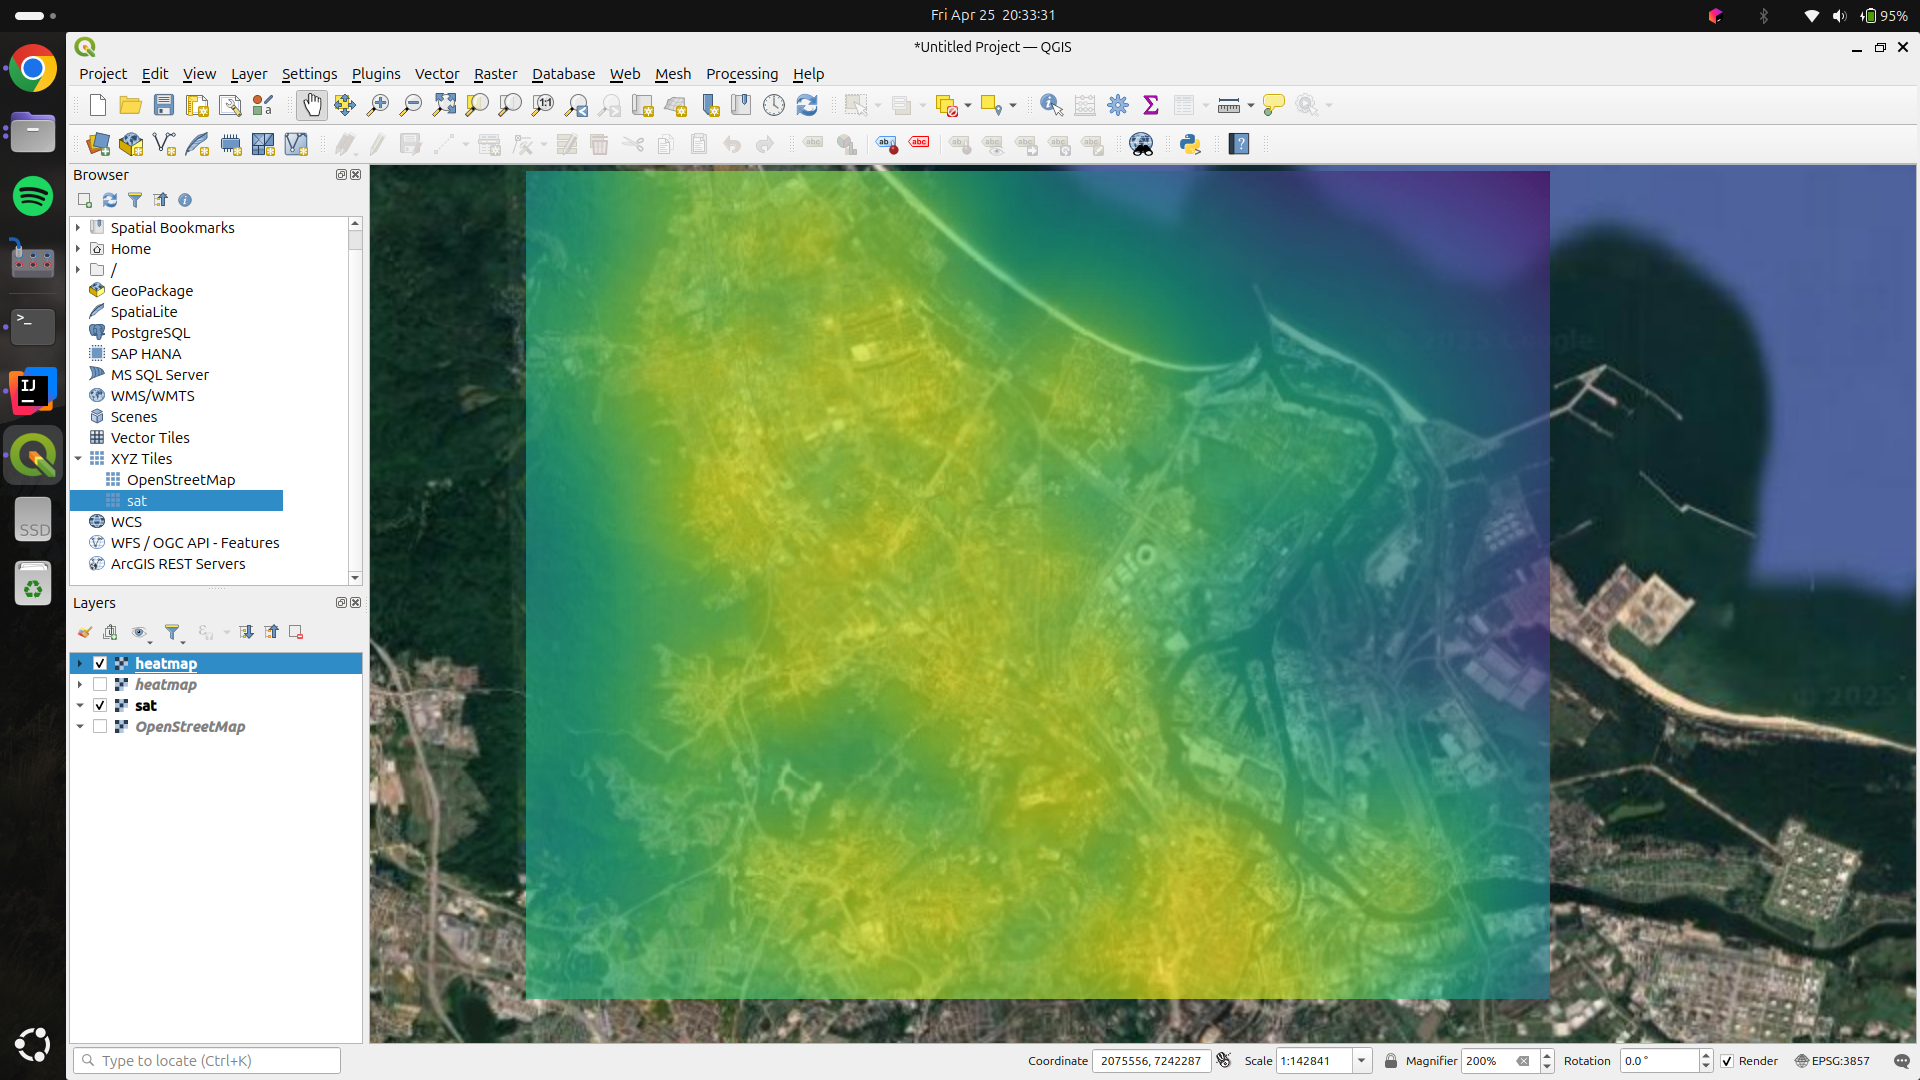 Fri Apr 25 20:33:31
95%
*Untitled Project — QGIS
Project Edit View Layer Settings Plugins Vector Raster Database Web Mesh Processing Help
Browser
Spatial Bookmarks
Home
/
GeoPackage
SpatiaLite
PostgreSQL
SAP HANA
MS SQL Server
WMS/WMTS
Scenes
Vector Tiles
XYZ Tiles
OpenStreetMap
sat
WCS
WFS / OGC API - Features
ArcGIS REST Servers
Layers
heatmap
heatmap
sat
OpenStreetMap
SSD
Type to locate (Ctrl+K)
Coordinate 2075556, 7242287 Scale 1:142841 Magnifier 200% Rotation 0.0 ° Render EPSG:3857